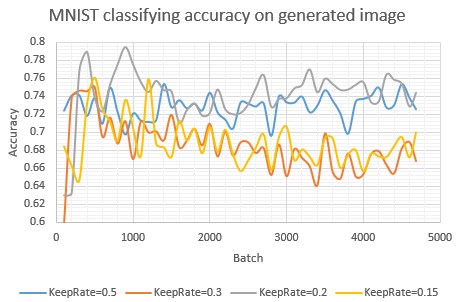 MNIST classifying accuracy on generated image
0.8
0.78
0.76
0.74
0.72
0.7
0.68
0.66
0.64
0.62
0.6
Accuracy
0 1000 2000 3000 4000 5000
Batch
KeepRate=0.5 KeepRate=0.3 KeepRate=0.2 KeepRate=0.15